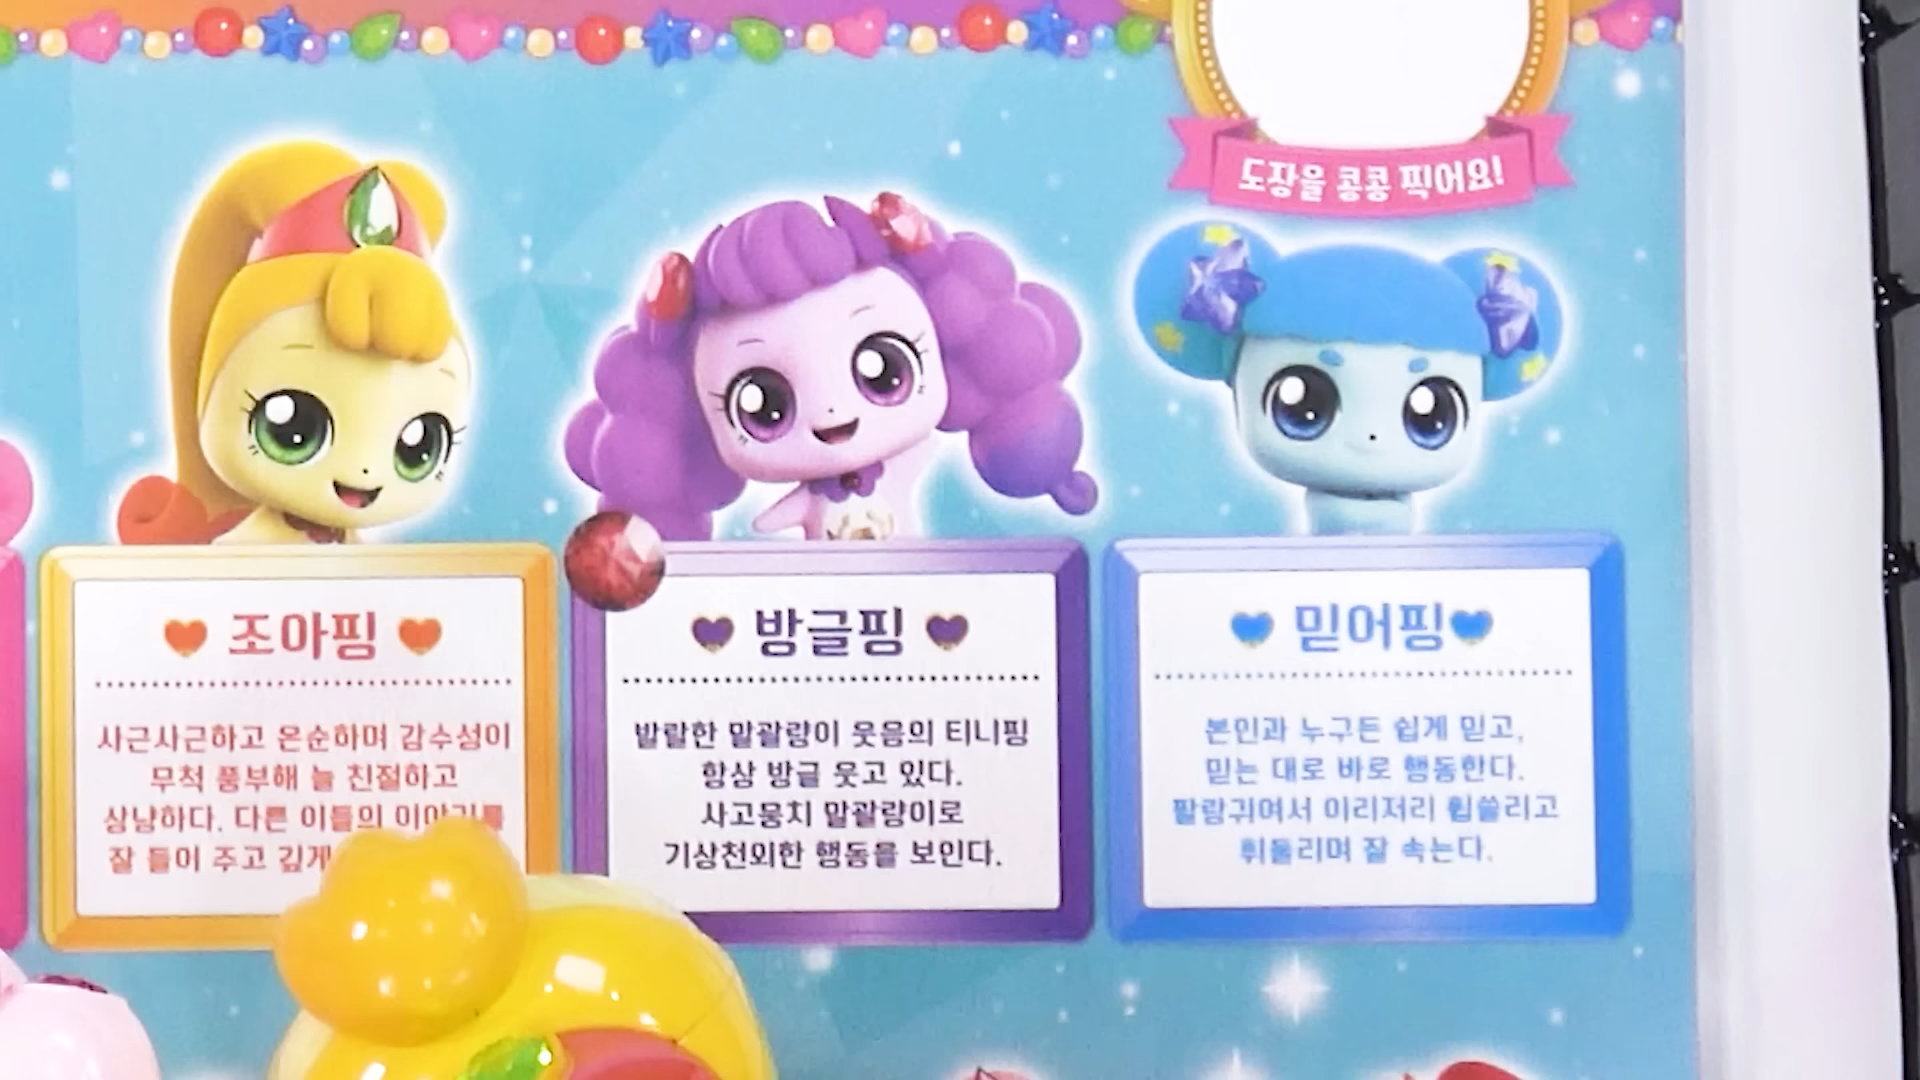 도장을 콩콩 찍어요!
조아핑
사근사근하고 온순하며 감수성이
무척 풍부해 늘 친절하고
상냥하다. 다른 이들의 이야기를
잘 들어 주고 깊게
방글핑
발랄한 말괄량이 웃음의 티니핑
항상 방글 웃고 있다.
사고뭉치 말괄량이로
기상천외한 행동을 보인다.
믿어핑
본인과 누구든 쉽게 믿고,
믿는 대로 바로 행동한다.
팔랑귀여서 이리저리 휩쓸리고
휘둘리며 잘 속는다.